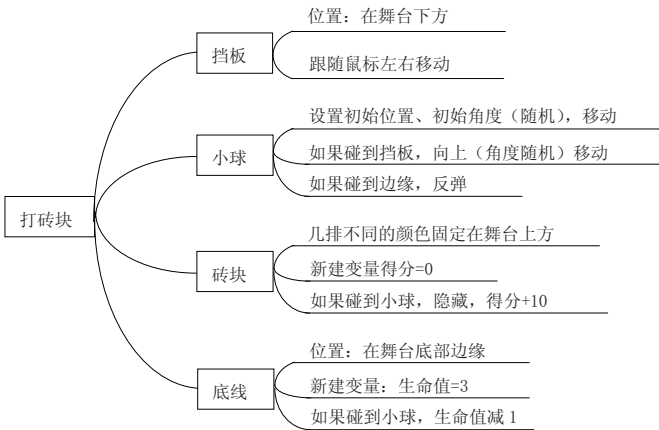 打砖块
挡板
位置：在舞台下方
跟随鼠标左右移动
小球
设置初始位置、初始角度（随机），移动
如果碰到挡板，向上（角度随机）移动
如果碰到边缘，反弹
砖块
几排不同的颜色固定在舞台上方
新建变量得分=0
如果碰到小球，隐藏，得分+10
底线
位置：在舞台底部边缘
新建变量：生命值=3
如果碰到小球，生命值减 1